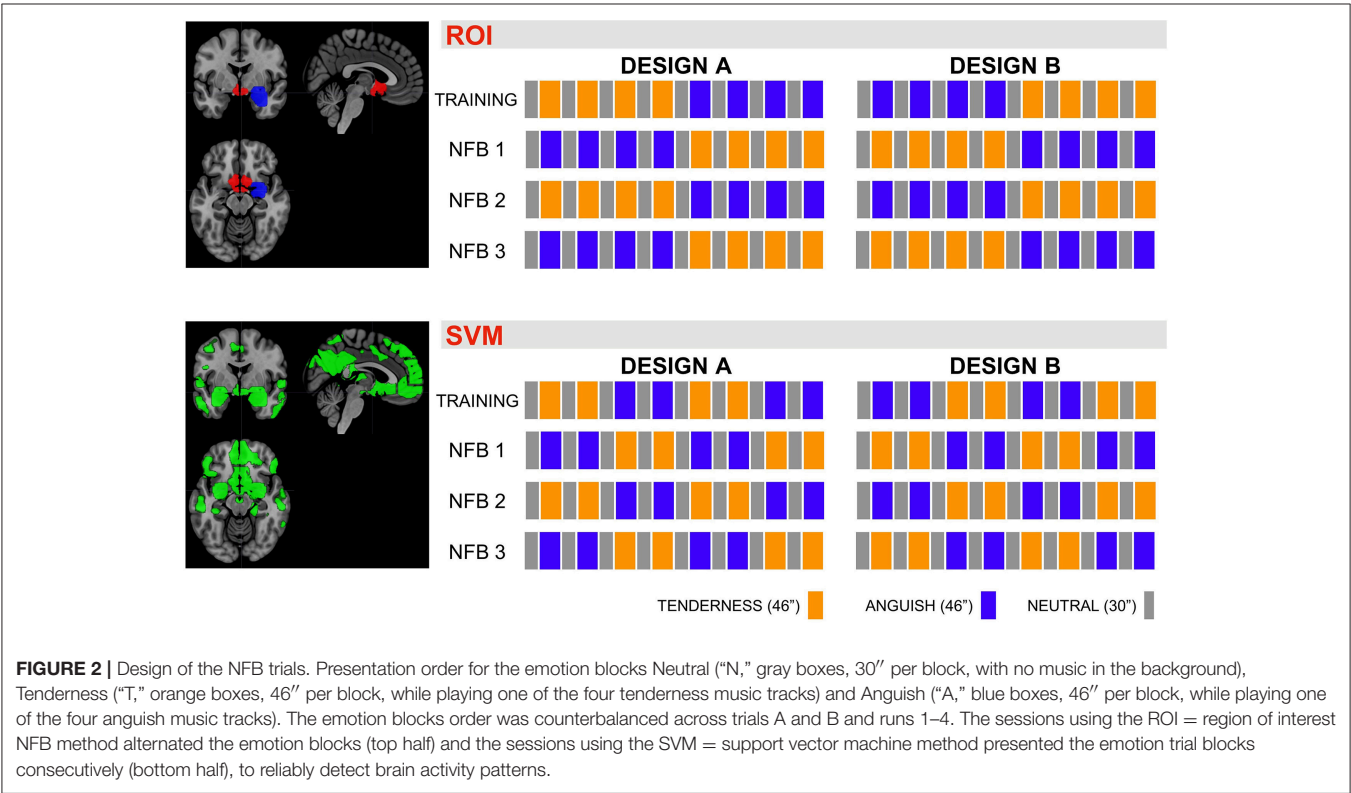 ROI
DESIGN A DESIGN B
TRAINING
NFB 1
NFB 2
NFB 3
SVM
DESIGN A DESIGN B
TRAINING
NFB 1
NFB 2
NFB 3
TENDERNESS (46”) ANGUISH (46”) NEUTRAL (30”)
FIGURE 2 | Design of the NFB trials. Presentation order for the emotion blocks Neutral (“N,” gray boxes, 30′′ per block, with no music in the background),
Tenderness (“T,” orange boxes, 46′′ per block, while playing one of the four tenderness music tracks) and Anguish (“A,” blue boxes, 46′′ per block, while playing one
of the four anguish music tracks). The emotion blocks order was counterbalanced across trials A and B and runs 1–4. The sessions using the ROI = region of interest
NFB method alternated the emotion blocks (top half) and the sessions using the SVM = support vector machine method presented the emotion trial blocks
consecutively (bottom half), to reliably detect brain activity patterns.